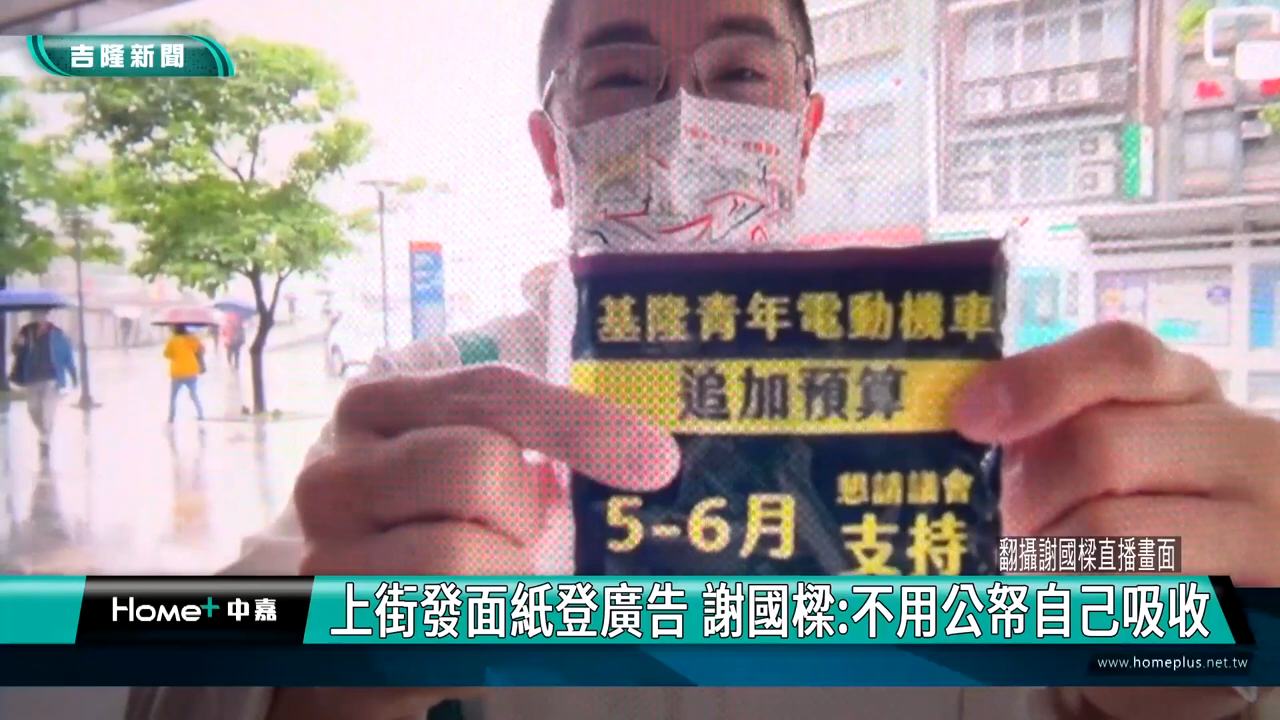 吉隆新聞
基隆青年電動機車
追加預算
5-6月
懇請議會
支持
翻攝謝國樑直播畫面
Home+中嘉
上街發面紙登廣告 謝國樑:不用公帑自己吸收
www.homeplus.net.tw